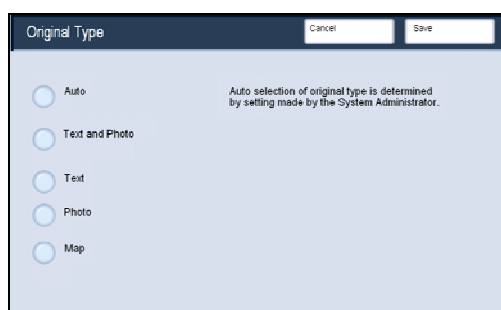 Original Type
Cancel
Save
Auto
Text and Photo
Text
Photo
Map
Auto selection of original type is determined
by setting made by the System Administrator.